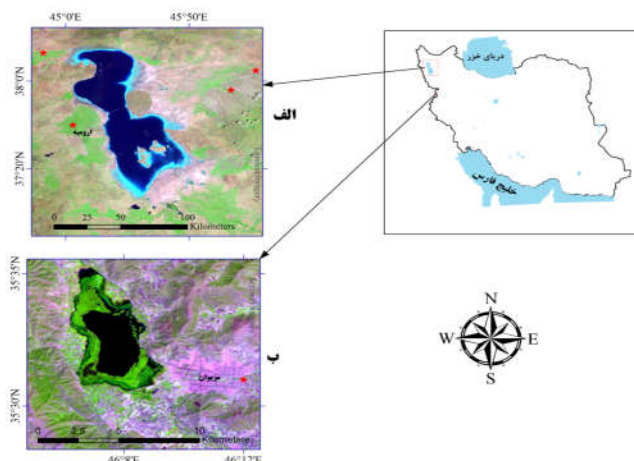 45°0'E 45°50'E
38°0'N
37°20'N
ارومیه
0 25 50 100
Kilometers
الف
دریای خزر
خلیج فارس
35°35'N
35°30'N
مریوان
0 2.5 5 10
Kilometers
46°8'E 46°12'E
ب
N
W E
S